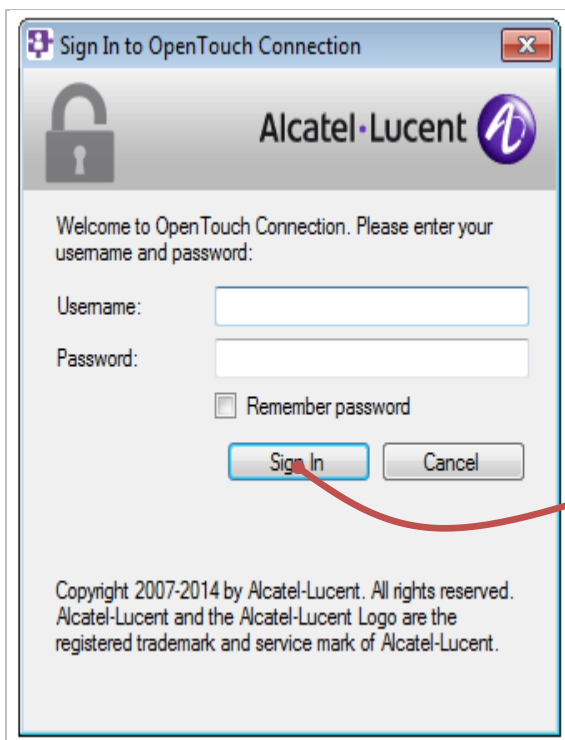 Sign In to OpenTouch Connection
Alcatel·Lucent
Welcome to OpenTouch Connection. Please enter your
username and password:
Username:
Password:
Remember password
Sign In
Cancel
Copyright 2007-2014 by Alcatel-Lucent. All rights reserved.
Alcatel-Lucent and the Alcatel-Lucent Logo are the
registered trademark and service mark of Alcatel-Lucent.